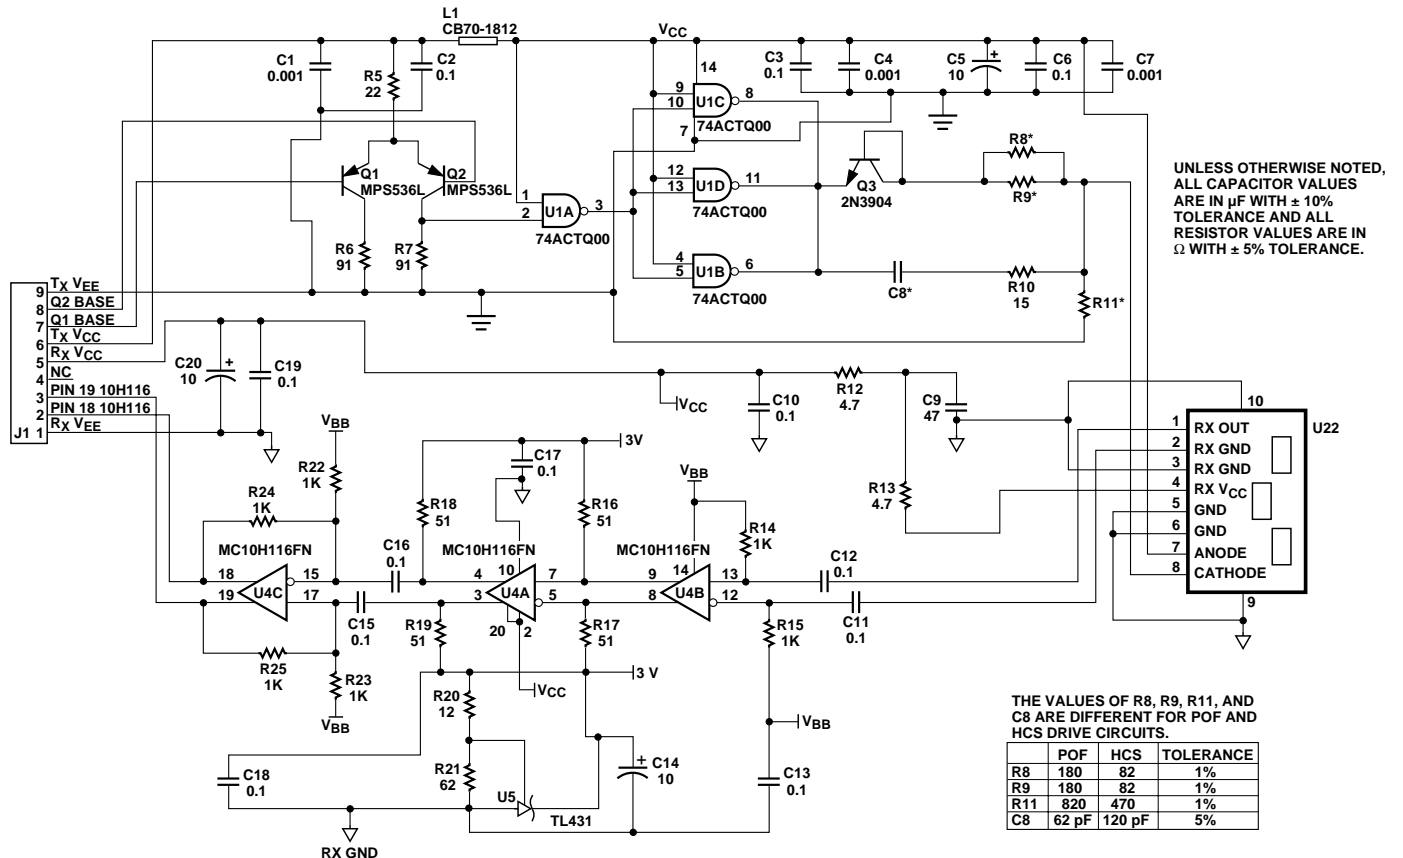 L1
CB70-1812
VCC
C1
0.001
R5
22
C2
0.1
14
9
10
U1C
8
74ACTQ00
7
C3
0.1
C4
0.001
C5
10
+
C6
0.1
C7
0.001
Q1
MPS536L
Q2
MPS536L
1
2
U1A
3
74ACTQ00
12
13
U1D
11
74ACTQ00
Q3
2N3904
R8*
R9*
UNLESS OTHERWISE NOTED,
ALL CAPACITOR VALUES
ARE IN µF WITH ± 10%
TOLERANCE AND ALL
RESISTOR VALUES ARE IN
Ω WITH ± 5% TOLERANCE.
R6
91
R7
91
4
5
U1B
6
74ACTQ00
C8*
R10
15
R11*
9 TX VEE
8 Q2 BASE
7 Q1 BASE
6 TX VCC
5 RX VCC
4 NC
3 PIN 19 10H116
2 PIN 18 10H116
J1 1 RX VEE
C20
10
+
C19
0.1
VCC
C10
0.1
R12
4.7
C9
47
10
U22
1 RX OUT
2 RX GND
3 RX GND
4 RX VCC
5 GND
6 GND
7 ANODE
8 CATHODE
9
VBB
R22
1K
R24
1K
R18
51
C17
0.1
3V
R16
51
VBB
R14
1K
R13
4.7
MC10H116FN
18
19
U4C
15
17
C16
0.1
MC10H116FN
10
4
3
U4A
7
5
20
2
MC10H116FN
14
9
8
U4B
13
12
C12
0.1
C11
0.1
C15
0.1
R19
51
R17
51
R15
1K
R25
1K
R23
1K
VBB
3 V
VCC
R20
12
VBB
R21
62
U5
TL431
C14
10
+
C13
0.1
C18
0.1
RX GND
THE VALUES OF R8, R9, R11, AND
C8 ARE DIFFERENT FOR POF AND
HCS DRIVE CIRCUITS.
POF HCS TOLERANCE
R8 180 82 1%
R9 180 82 1%
R11 820 470 1%
C8 62 pF 120 pF 5%